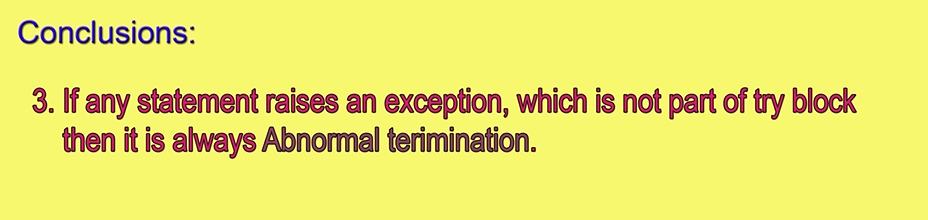 Conclusions:
3. If any statement raises an exception, which is not part of try block
then it is always Abnormal terimination.